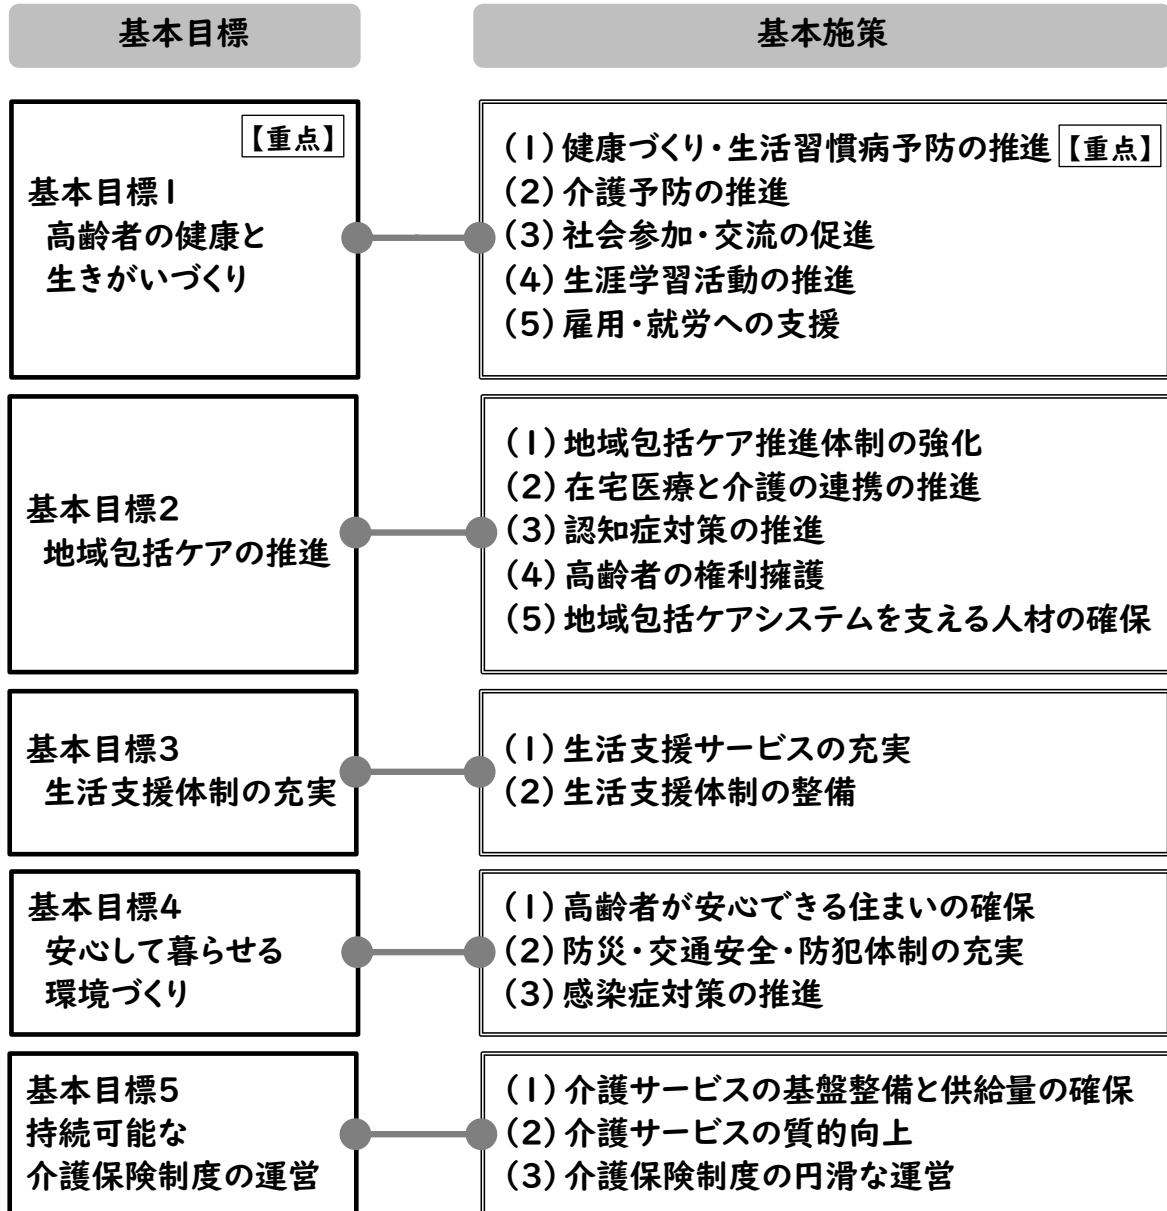 基本目標
基本施策
【重点】
基本目標1
高齢者の健康と
生きがいづくり
(1)健康づくり・生活習慣病予防の推進【重点】
(2)介護予防の推進
(3)社会参加・交流の促進
(4)生涯学習活動の推進
(5)雇用・就労への支援
基本目標2
地域包括ケアの推進
(1)地域包括ケア推進体制の強化
(2)在宅医療と介護の連携の推進
(3)認知症対策の推進
(4)高齢者の権利擁護
(5)地域包括ケアシステムを支える人材の確保
基本目標3
生活支援体制の充実
(1)生活支援サービスの充実
(2)生活支援体制の整備
基本目標4
安心して暮らせる
環境づくり
(1)高齢者が安心できる住まいの確保
(2)防災・交通安全・防犯体制の充実
(3)感染症対策の推進
基本目標5
持続可能な
介護保険制度の運営
(1)介護サービスの基盤整備と供給量の確保
(2)介護サービスの質的向上
(3)介護保険制度の円滑な運営